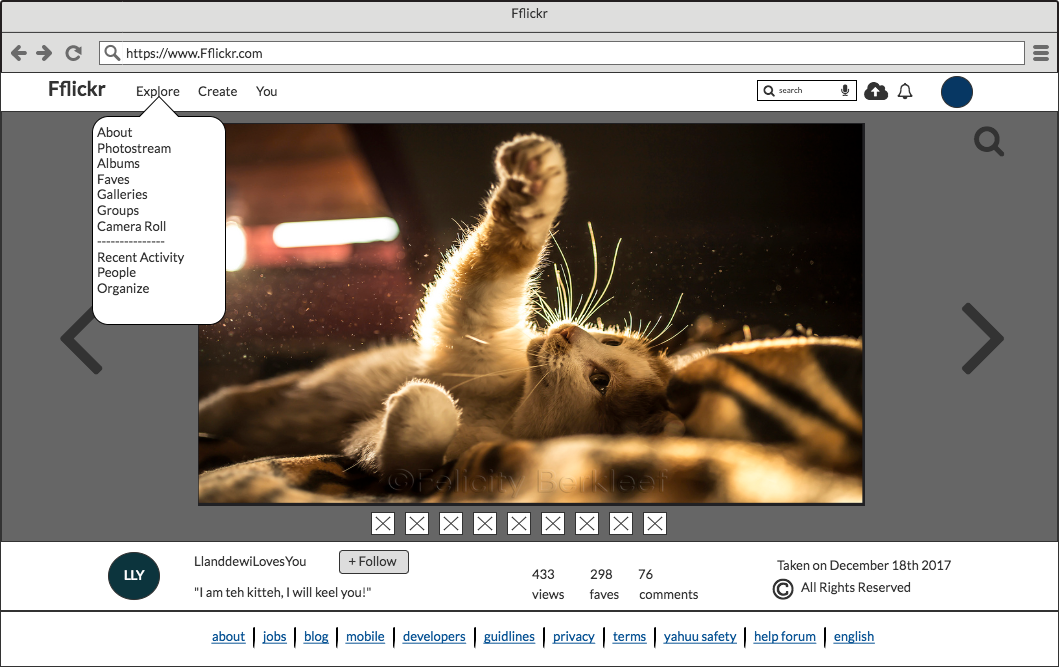 Fflickr
https://www.Fflickr.com
Fflickr Explore Create You search
About
Photostream
Albums
Faves
Galleries
Groups
Camera Roll
---------------
Recent Activity
People
Organize
©Felicity Berkleef
LLY
LlanddewiLovesYou + Follow
"I am teh kitteh, I will keel you!"
433 298 76
views faves comments
Taken on December 18th 2017
© All Rights Reserved
about | jobs | blog | mobile | developers | guidlines | privacy | terms | yahuu safety | help forum | english